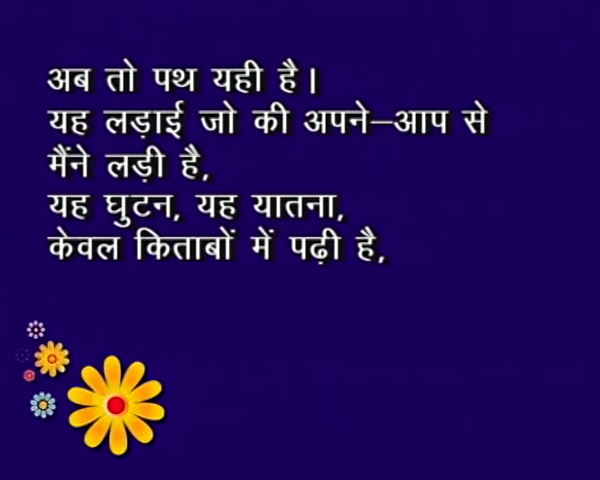 अब तो पथ यही है।
यह लड़ाई जो की अपने–आप से
मैंने लड़ी है,
यह घुटन, यह यातना,
केवल किताबों में पढ़ी है,